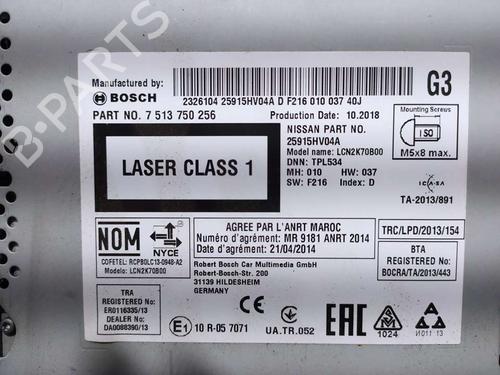 B-PARTS
Manufactured by:
BOSCH
2326104 25915HV04A D F216 010 037 40J
G3
PART NO. 7 513 750 256
Production Date: 10.2018
NISSAN PART NO.
25915HV04A
Model name: LCN2K70B00
DNN: TPL534
MH: 010 HW: 037
SW: F216 Index: D
Mounting Screws
ISO
M5x8 max.
LASER CLASS 1
ICASA
TA-2013/891
NOM
NYCE
COFETEL: RCPBOLC13-0948-A2
Modelo: LCN2K70B00
AGREE PAR L'ANRT MAROC
Numéro d'agrément: MR 9181 ANRT 2014
Date d'agrément: 21/04/2014
TRC/LPD/2013/154
BTA
REGISTERED No:
BOCRA/TA/2013/443
Robert Bosch Car Multimedia GmbH
Robert-Bosch-Str. 200
31139 HILDESHEIM
GERMANY
TRA
REGISTERED No:
ER0116335/13
DEALER No:
DA0088390/13
E1 10 R-05 7071
UA.TR.052
EAC
1024
И011 13